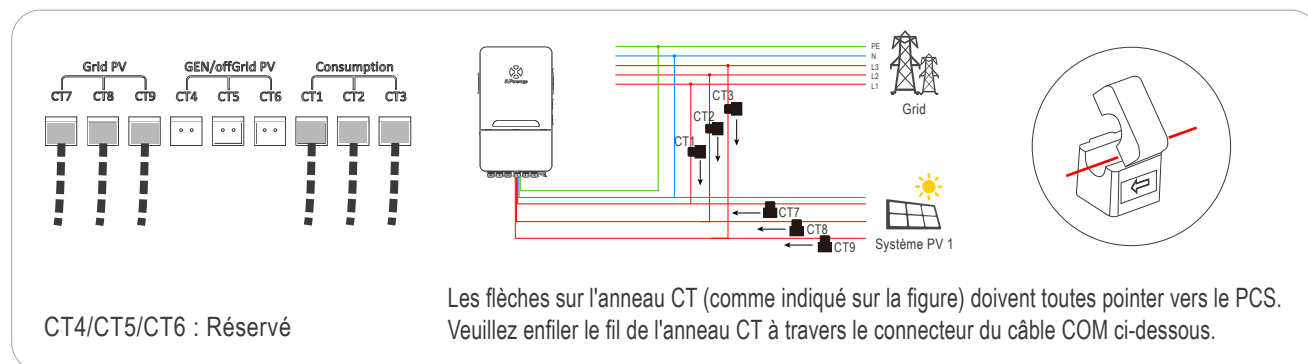 Grid PV GEN/offGrid PV Consumption
CT7 CT8 CT9 CT4 CT5 CT6 CT1 CT2 CT3
CT4/CT5/CT6 : Réservé
PE
N
L3
L2
L1
Grid
CT3
CT2
CT1
CT7
CT8
CT9
Système PV 1
Les flèches sur l'anneau CT (comme indiqué sur la figure) doivent toutes pointer vers le PCS.
Veuillez enfiler le fil de l'anneau CT à travers le connecteur du câble COM ci-dessous.